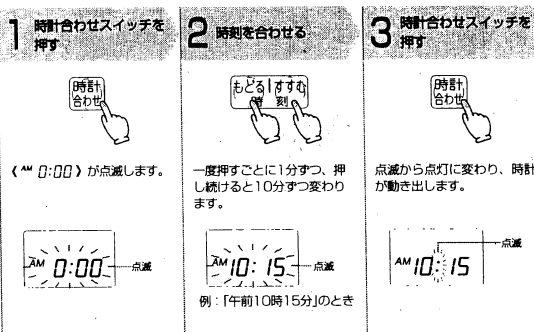 1 時計合わせスイッチを
押す
時計
合わせ
《 AM 0:00 》が点滅します。
AM 0:00 点滅
2 時刻を合わせる
もどる すすむ
時 刻
一度押すごとに1分ずつ、押
し続けると10分ずつ変わり
ます。
AM 10:15 点滅
例：「午前10時15分」のとき
3 時計合わせスイッチを
押す
時計
合わせ
点滅から点灯に変わり、時計
が動き出します。
点滅
AM 10:15